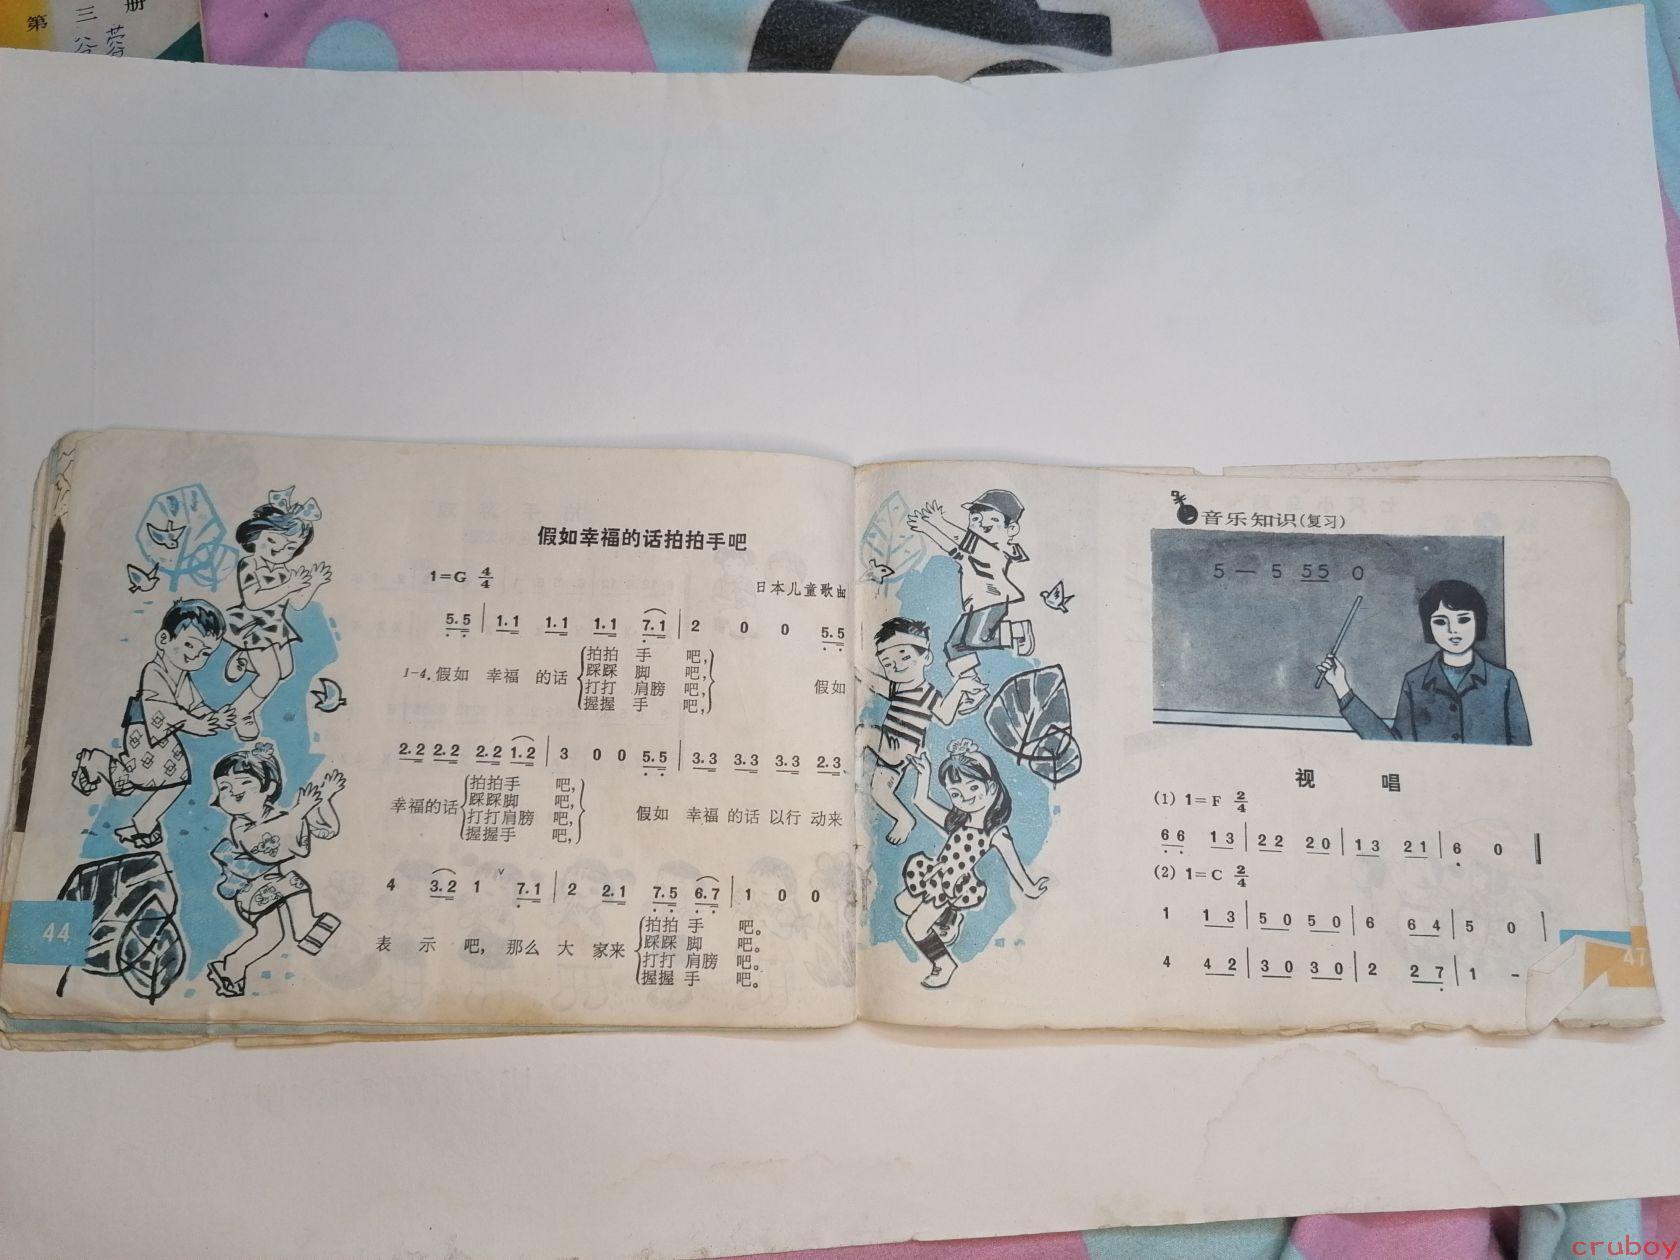 第三册
假如幸福的话拍拍手吧
1=G 4/4
日本儿童歌曲
5.5 | 1.1 1.1 1.1 7.1 | 2 0 0 5.5
1-4.假如 幸福 的话 拍拍 手 吧, 假如
踩踩 脚 吧,
打打 肩膀 吧,
握握 手 吧,
2.2 2.2 2.2 1.2 | 3 0 0 5.5 | 3.3 3.3 3.3 2.3
幸福的话 拍拍手 吧, 假如 幸福 的话 以行 动来
踩踩脚 吧,
打打肩膀 吧,
握握手 吧,
4 3.2 1 ∨ 7.1 | 2 2.1 7.5 6.7 | 1 0 0
表 示 吧, 那么 大 家来 拍拍 手 吧。
踩踩 脚 吧。
打打 肩膀 吧。
握握 手 吧。
44
音乐知识(复习)
5 — 5 55 0
视 唱
(1) 1=F 2/4
66 13 | 22 20 | 13 21 | 6 0 ‖
(2) 1=C 2/4
1 13 | 50 50 | 6 64 | 5 0 |
4 42 | 30 30 | 2 27 | 1 -
47
cruboy